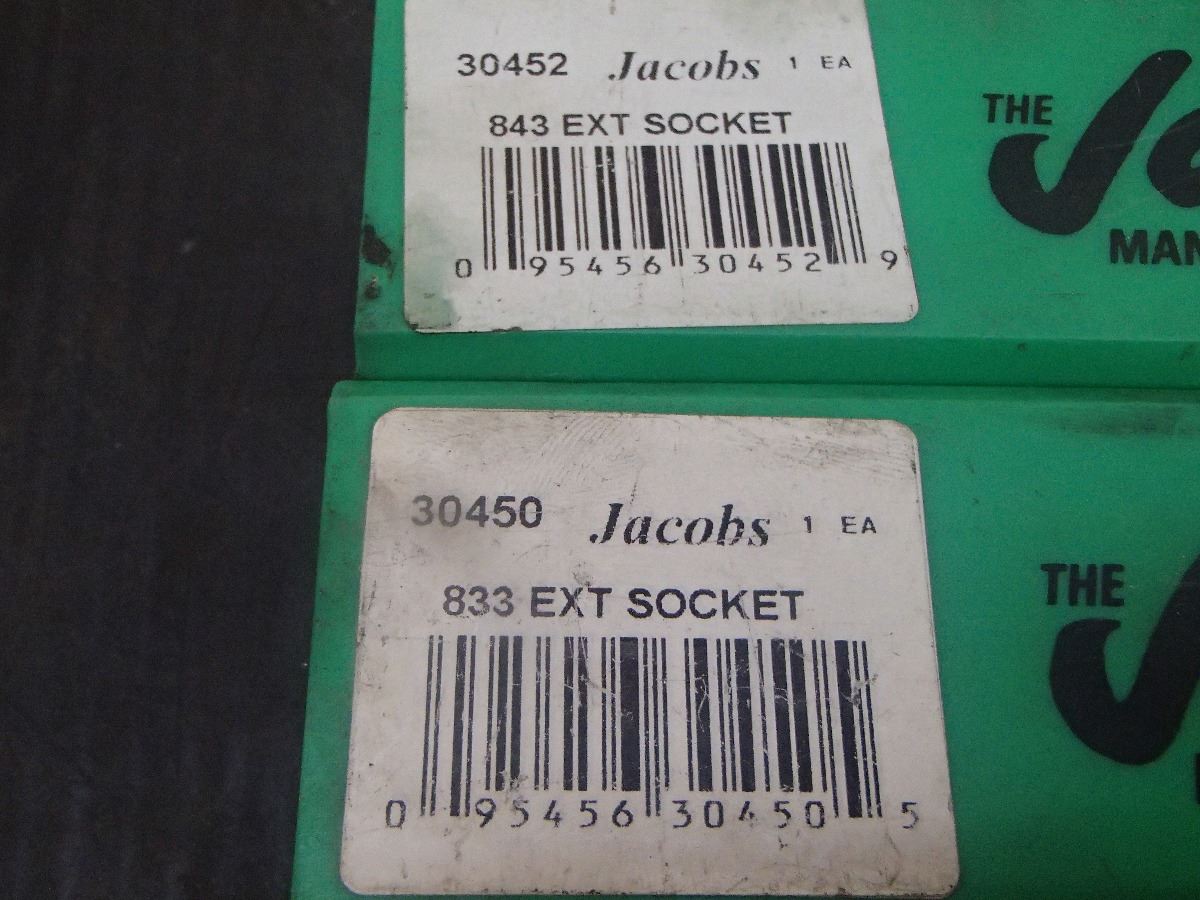 30452 Jacobs 1 EA
843 EXT SOCKET
0 95456 30452 9
THE
30450 Jacobs 1 EA
833 EXT SOCKET
0 95456 30450 5
THE